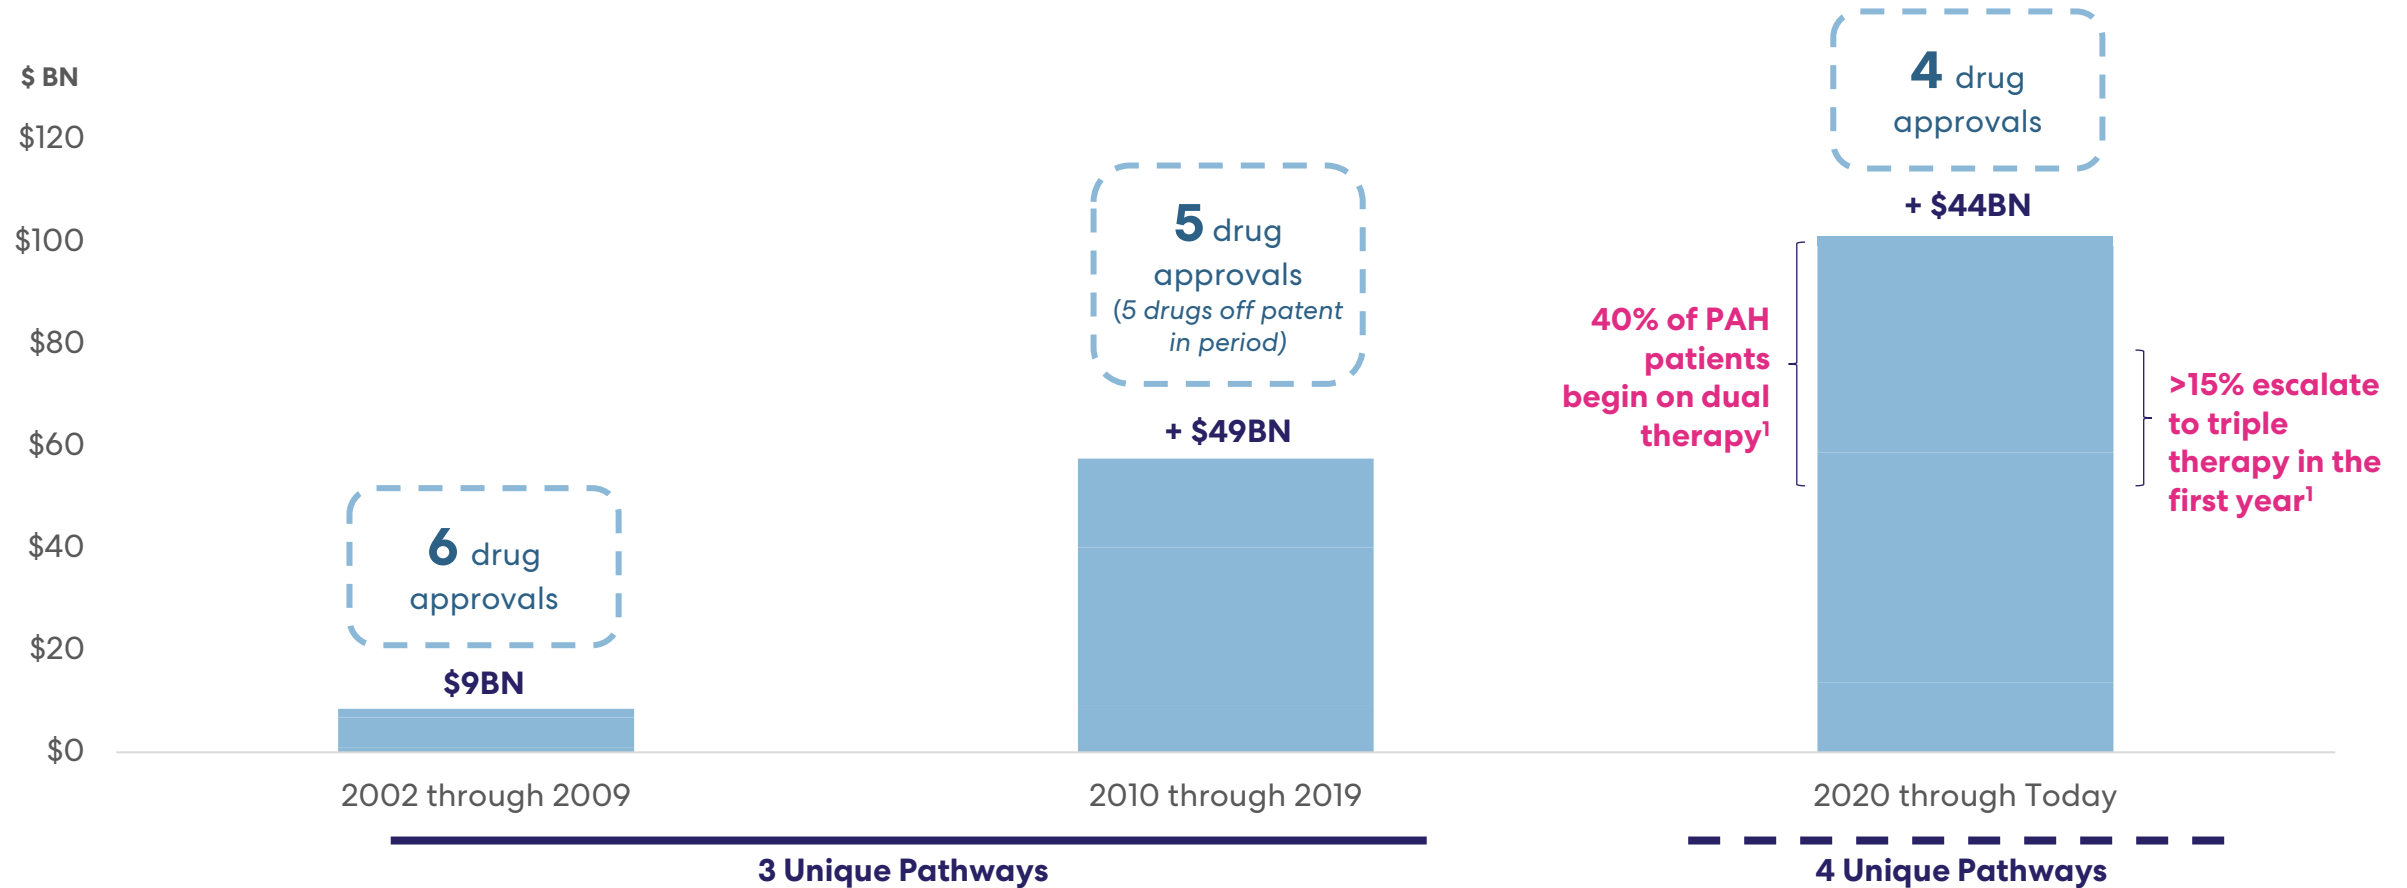 $ BN
$120
$100
$80
$60
$40
$20
$0
6 drug
approvals
$9BN
5 drug
approvals
(5 drugs off patent
in period)
+ $49BN
4 drug
approvals
+ $44BN
40% of PAH
patients
begin on dual
therapy¹
>15% escalate
to triple
therapy in the
first year¹
2002 through 2009
2010 through 2019
2020 through Today
3 Unique Pathways
4 Unique Pathways